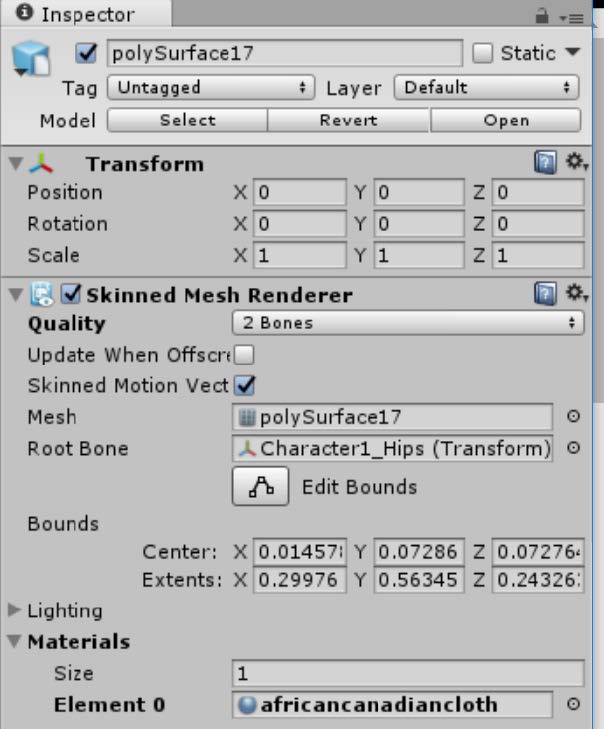 Inspector
polySurface17 Static
Tag Untagged Layer Default
Model Select Revert Open
Transform
Position X 0 Y 0 Z 0
Rotation X 0 Y 0 Z 0
Scale X 1 Y 1 Z 1
Skinned Mesh Renderer
Quality 2 Bones
Update When Offscre
Skinned Motion Vect
Mesh polySurface17
Root Bone Character1_Hips (Transform)
Edit Bounds
Bounds
Center: X 0.01457 Y 0.07286 Z 0.07276
Extents: X 0.29976 Y 0.56345 Z 0.24326
Lighting
Materials
Size 1
Element 0 africancanadiancloth